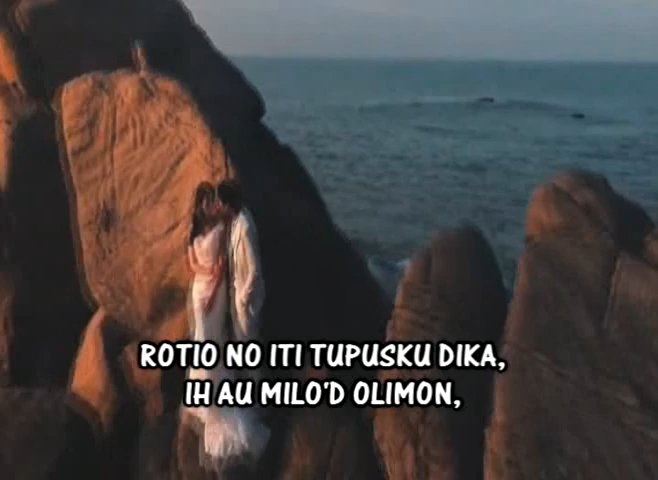 ROTIO NO ITI TUPUSKU DIKA,
IH AU MILO'D OLIMON,